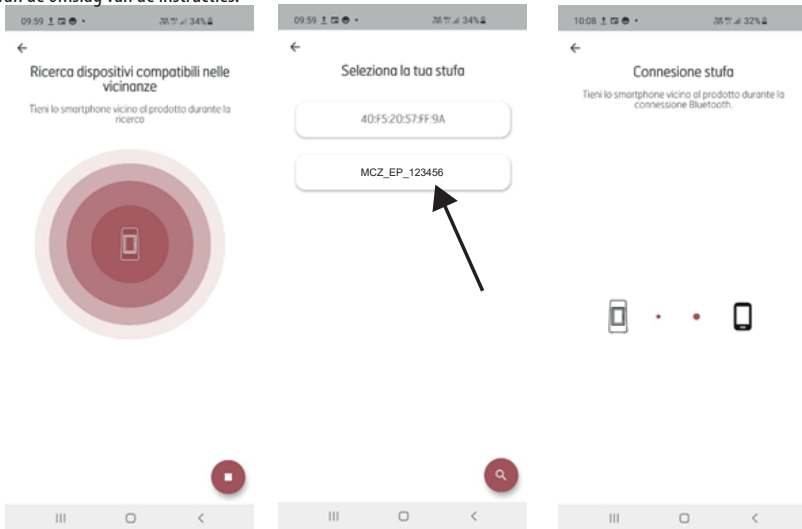 van de omslag van de instructies.
09:59
34%
Ricerca dispositivi compatibili nelle
vicinanze
Tieni lo smartphone vicino al prodotto durante la
ricerca
09:59
34%
Seleziona la tua stufa
40:F5:20:57:FF:9A
MCZ_EP_123456
10:08
32%
Connesione stufa
Tieni lo smartphone vicino al prodotto durante la
connessione Bluetooth.